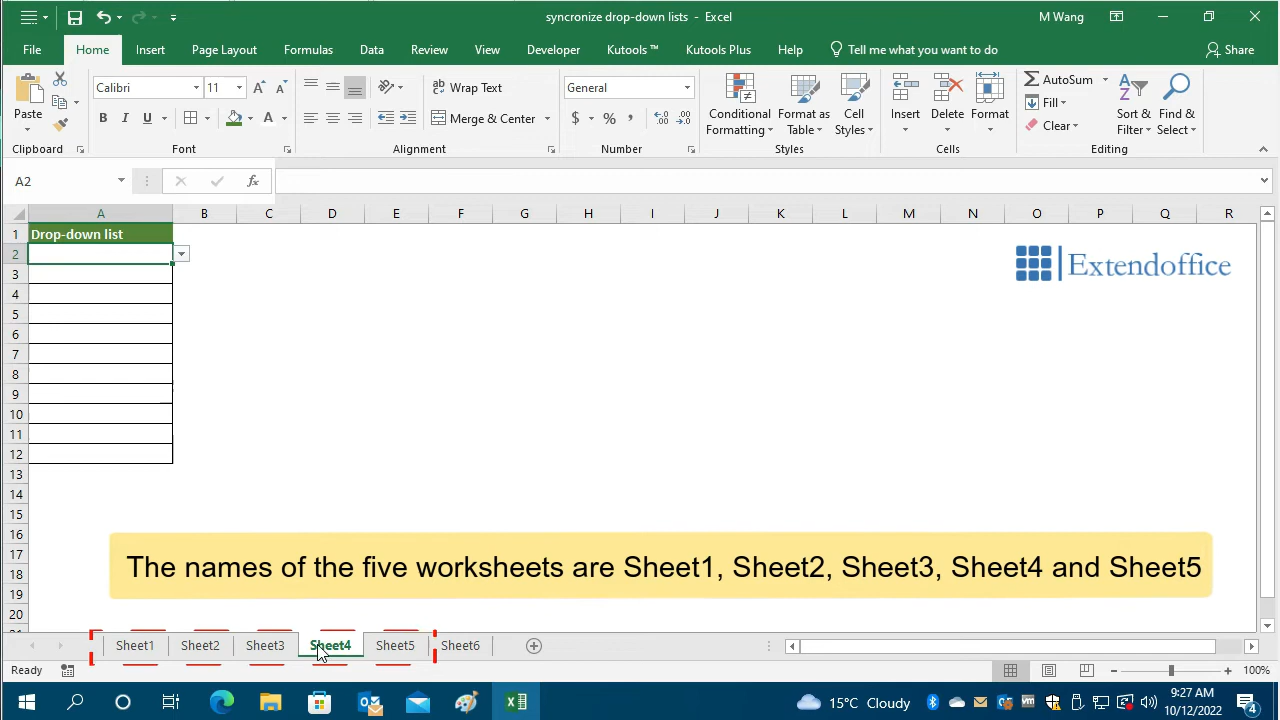 syncronize drop-down lists - Excel
M Wang
File Home Insert Page Layout Formulas Data Review View Developer Kutools ™ Kutools Plus Help Tell me what you want to do Share
Calibri 11 Wrap Text General AutoSum
Paste Conditional Formatting Format as Table Cell Styles Insert Delete Format Fill Sort & Filter Find & Select
B I U A Merge & Center $ % , Clear
Clipboard Font Alignment Number Styles Cells Editing
A2 fx
A B C D E F G H I J K L M N O P Q R
1 Drop-down list
2
3
Extendoffice
4
5
6
7
8
9
10
11
12
13
14
15
16
17
18
19
20
The names of the five worksheets are Sheet1, Sheet2, Sheet3, Sheet4 and Sheet5
Sheet1 Sheet2 Sheet3 Sheet4 Sheet5 Sheet6
Ready 100%
15°C Cloudy
9:27 AM
10/12/2022
4